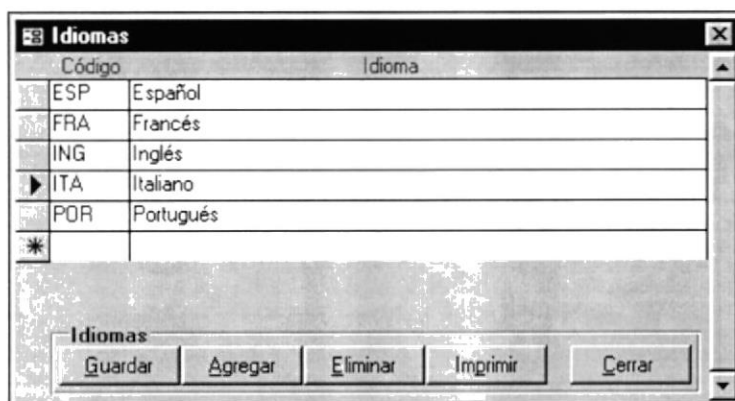 Idiomas
Código Idioma
ESP Español
FRA Francés
ING Inglés
ITA Italiano
POR Portugués
Idiomas
Guardar Agregar Eliminar Imprimir Cerrar